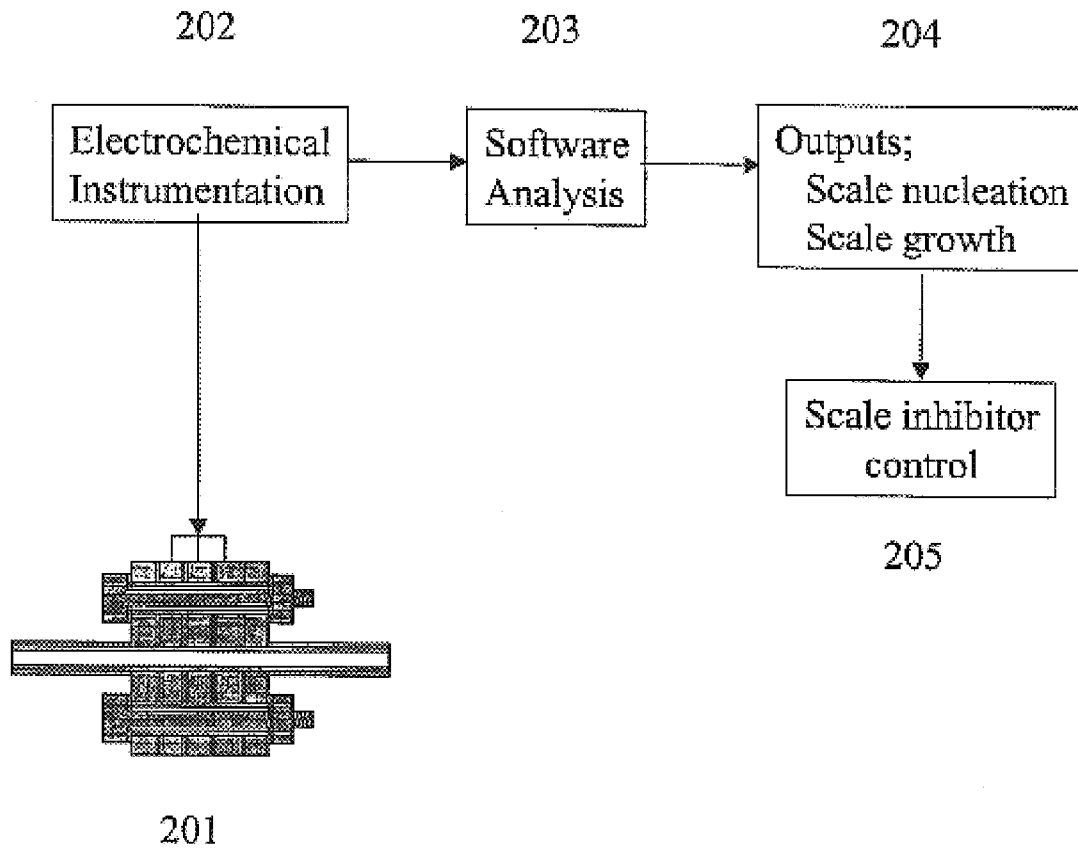 202
203
204
Electrochemical
Instrumentation
Software
Analysis
Outputs;
Scale nucleation
Scale growth
Scale inhibitor
control
205
201